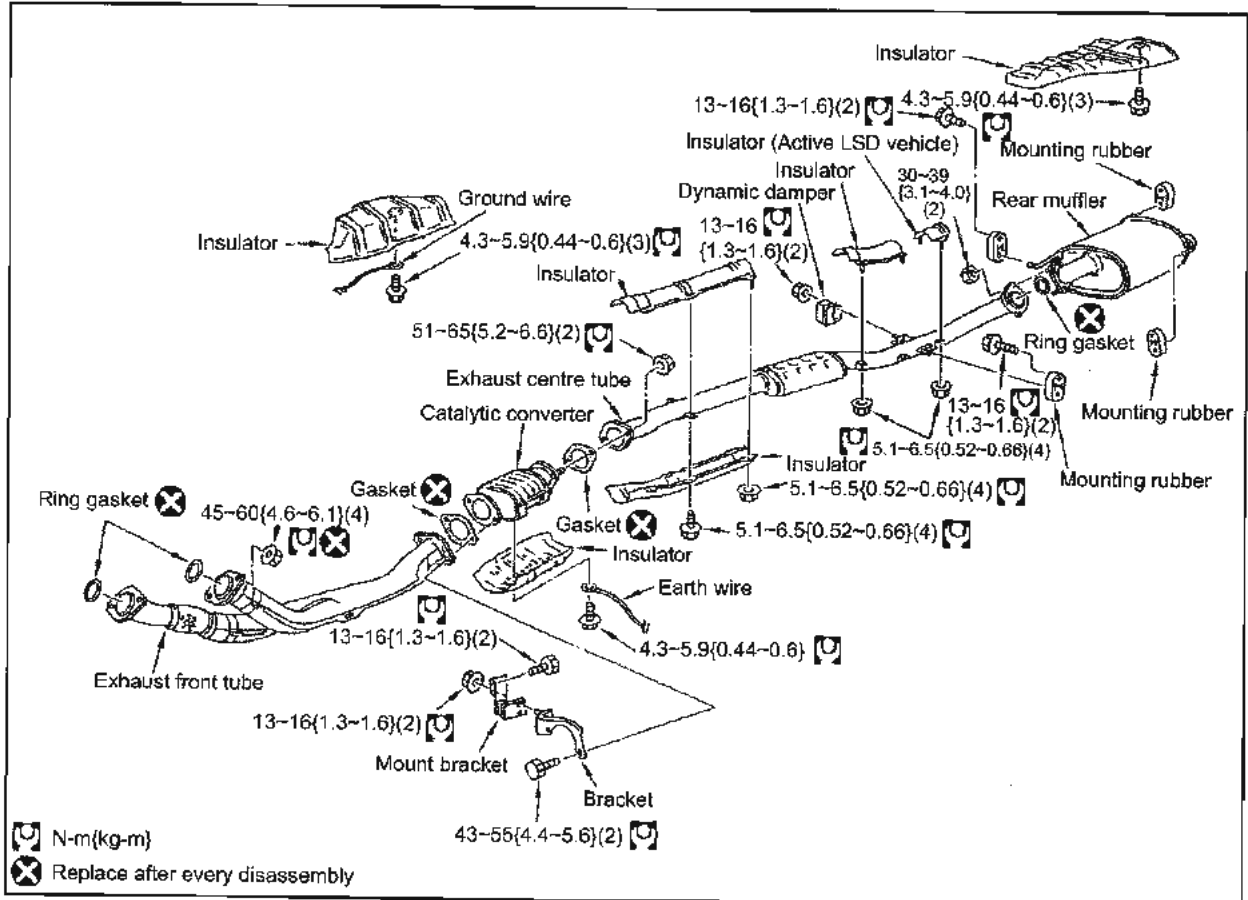 Insulator
13~16{1.3~1.6}(2)
4.3~5.9{0.44~0.6}(3)
Insulator (Active LSD vehicle)
Mounting rubber
Insulator
30~39
{3.1~4.0}
(2)
Dynamic damper
Rear muffler
Ground wire
13~16
{1.3~1.6}(2)
Insulator
4.3~5.9{0.44~0.6}(3)
Insulator
51~65{5.2~6.6}(2)
Ring gasket
Exhaust centre tube
13~16
{1.3~1.6}(2)
Mounting rubber
Catalytic converter
5.1~6.5{0.52~0.66}(4)
Insulator
Mounting rubber
Ring gasket
Gasket
5.1~6.5{0.52~0.66}(4)
45~60{4.6~6.1}(4)
Gasket
5.1~6.5{0.52~0.66}(4)
Insulator
Earth wire
13~16{1.3~1.6}(2)
4.3~5.9{0.44~0.6}
Exhaust front tube
13~16{1.3~1.6}(2)
Mount bracket
Bracket
43~55{4.4~5.6}(2)
N-m{kg-m}
Replace after every disassembly